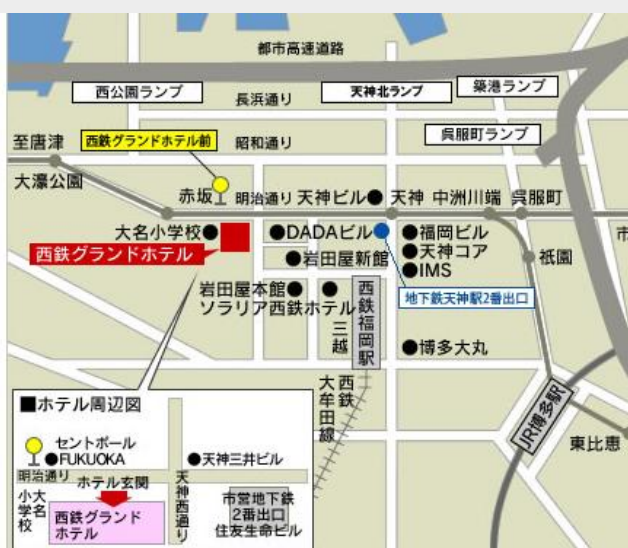 都市高速道路
西公園ランプ
天神北ランプ
築港ランプ
長浜通り
呉服町ランプ
至唐津
西鉄グランドホテル前
昭和通り
大濠公園
赤坂
明治通り
天神ビル●
天神
中洲川端
呉服町
大名小学校●
●DADAビル
●福岡ビル
市
西鉄グランドホテル
●岩田屋新館
●天神コア
祇園
●IMS
岩田屋本館●
ソラリア西鉄ホテル
地下鉄天神駅2番出口
西鉄福岡駅
三越
●博多大丸
西鉄
大牟田線
JR博多駅
東比恵
■ホテル周辺図
セントポール
●FUKUOKA
●天神三井ビル
明治通り
ホテル玄関
大名
小学校
西鉄グランド
ホテル
天神西通り
市営地下鉄
2番出口
住友生命ビル